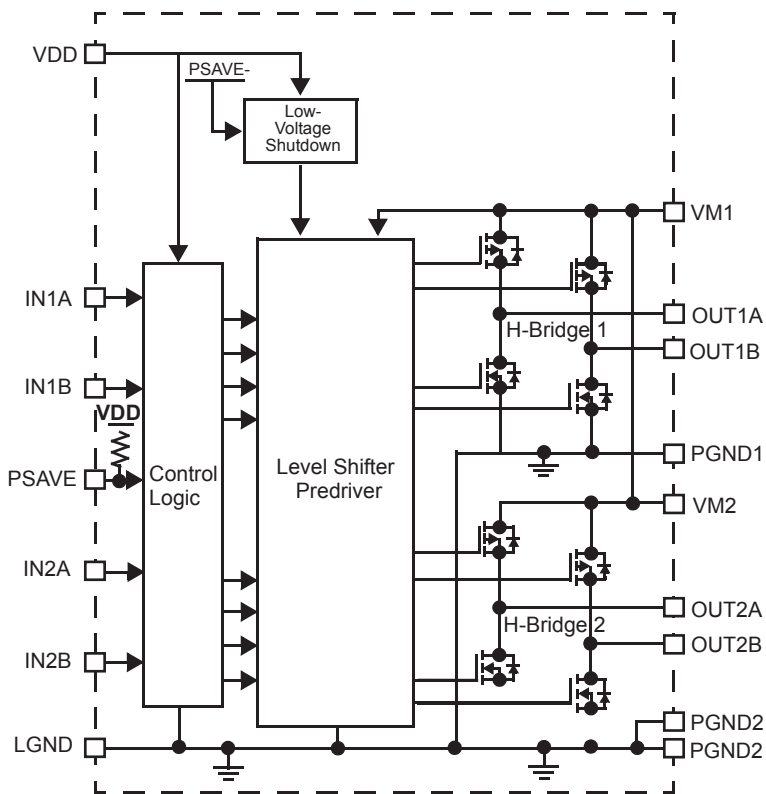 VDD
PSAVE-
Low-
Voltage
Shutdown
VM1
IN1A
OUT1A
H-Bridge 1
OUT1B
IN1B
VDD
PGND1
PSAVE
Control
Logic
Level Shifter
Predriver
VM2
IN2A
OUT2A
H-Bridge 2
OUT2B
IN2B
PGND2
LGND
PGND2